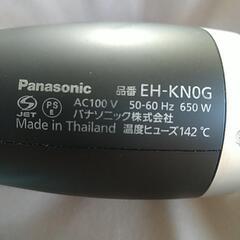 Panasonic 品番 EH-KN0G
S JET PS E AC100 V 50-60 Hz 650 W
パナソニック株式会社
Made in Thailand 温度ヒューズ142 ℃